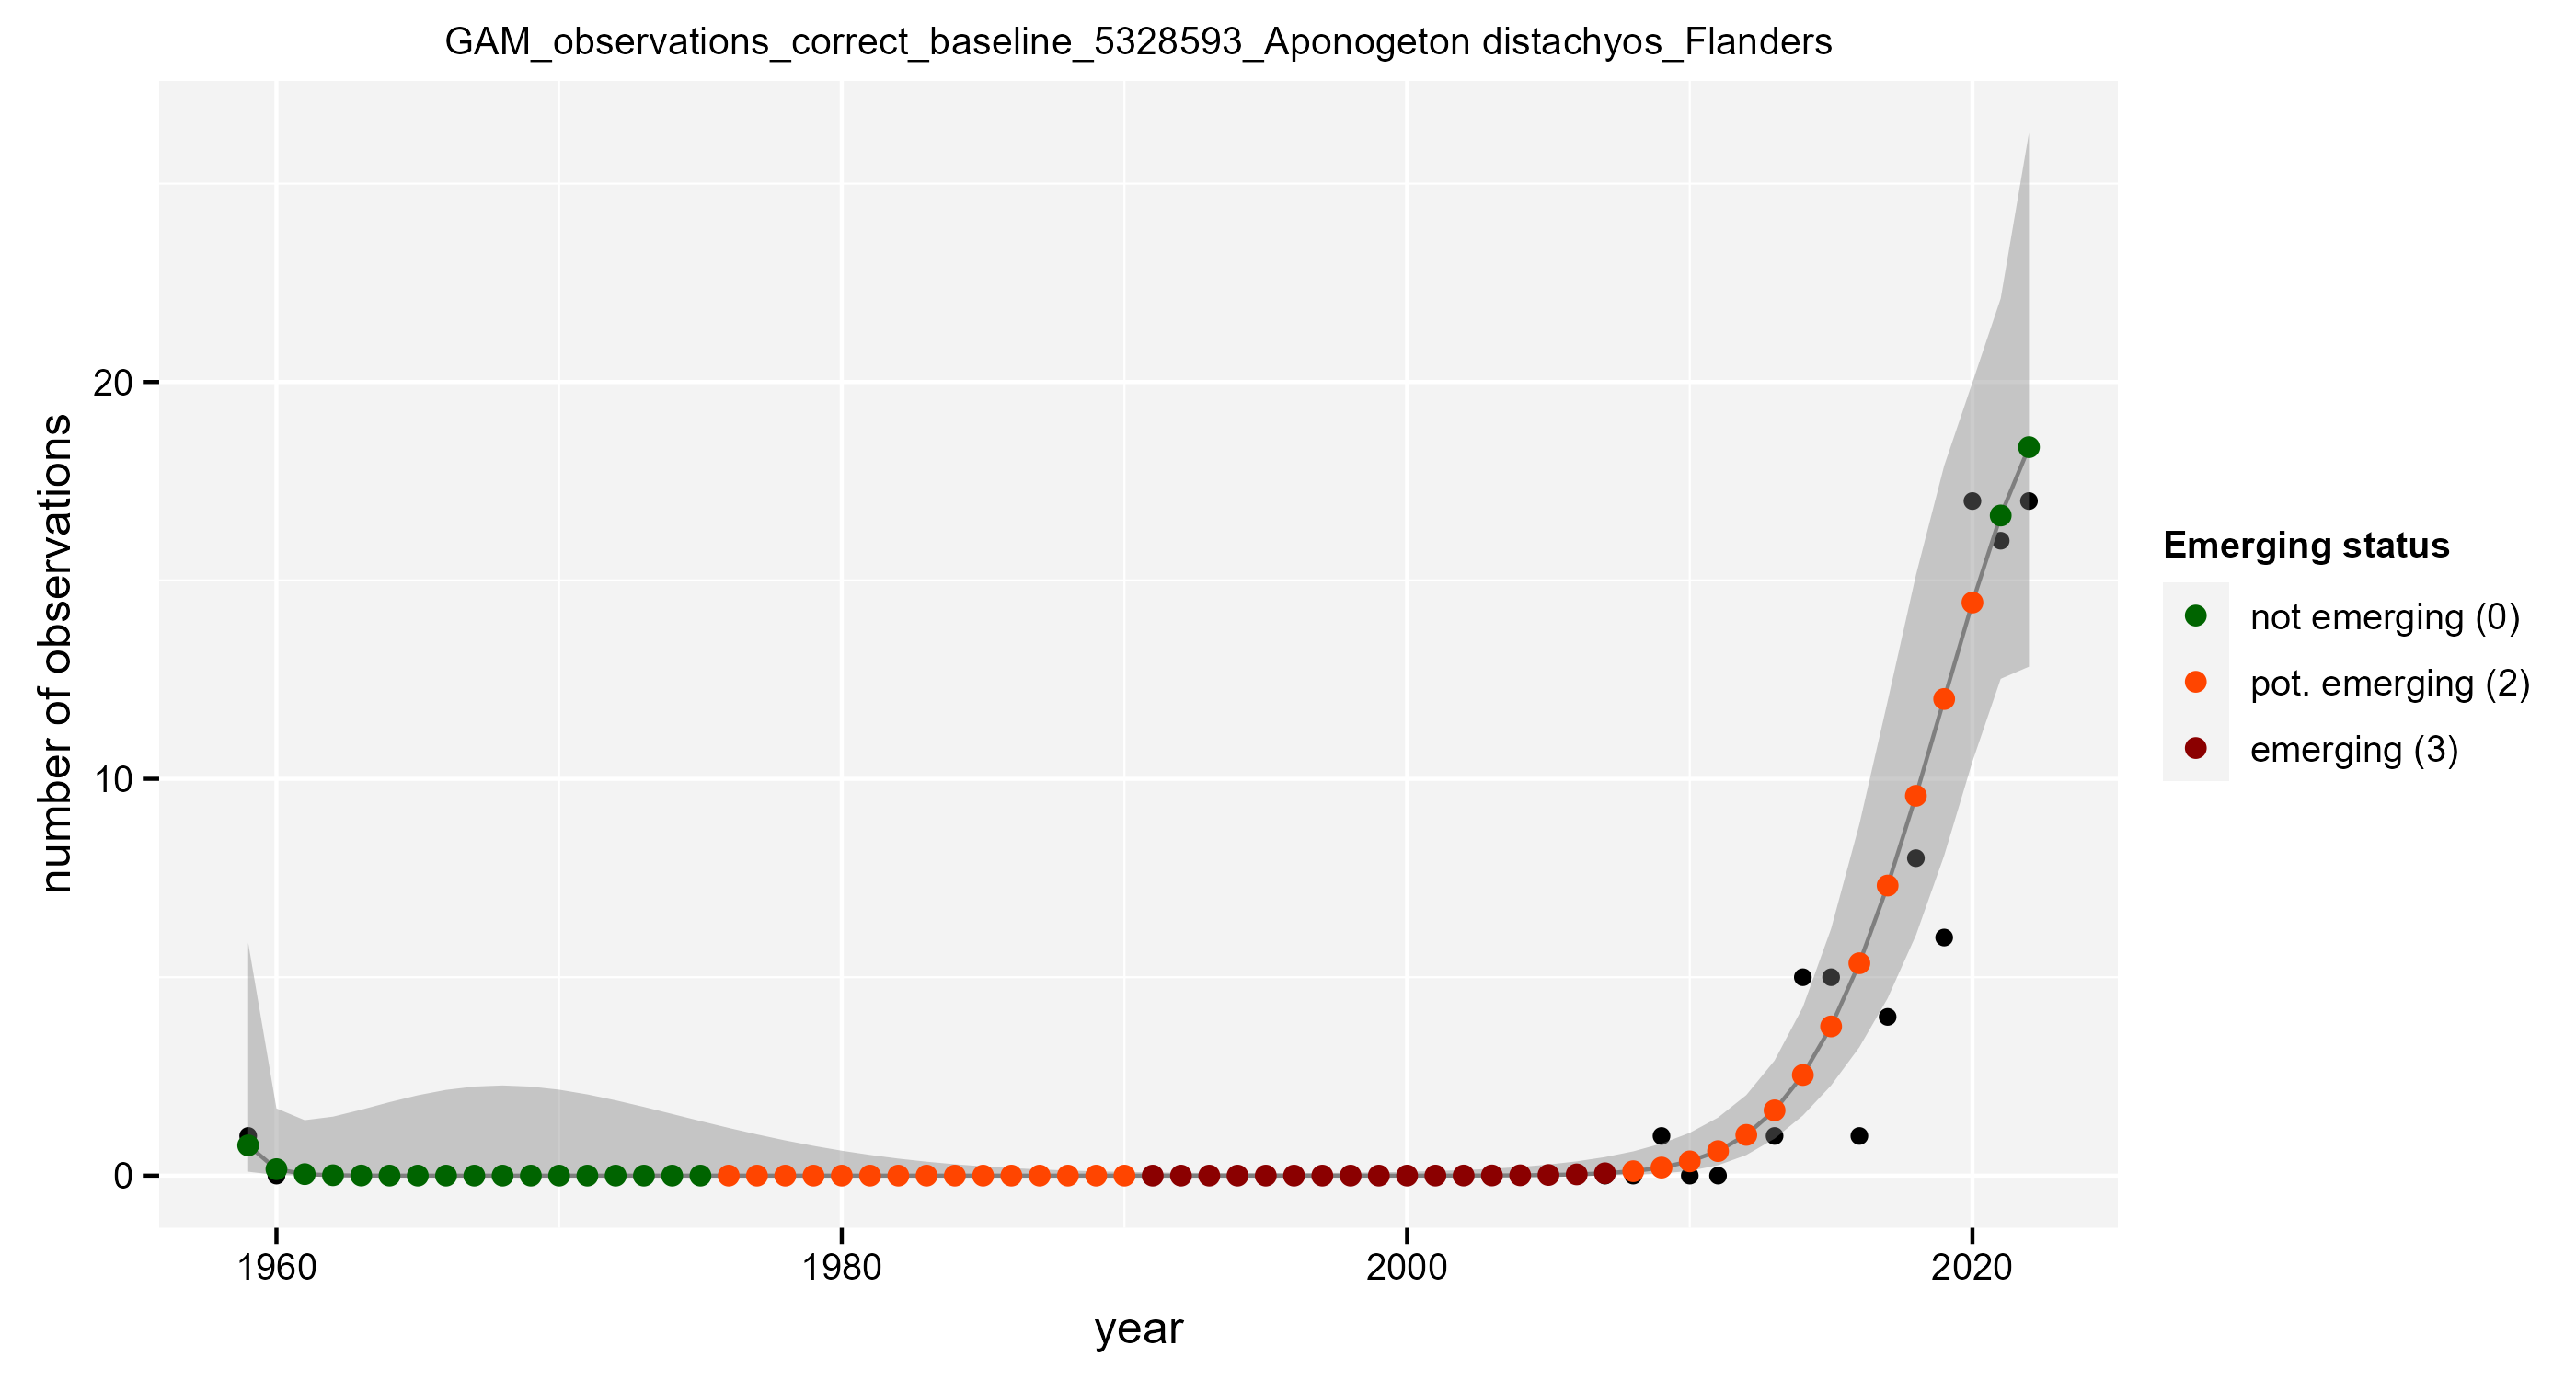 GAM_observations_correct_baseline_5328593_Aponogeton distachyos_Flanders
number of observations
20
10
0
1960
1980
2000
2020
year
Emerging status
not emerging (0)
pot. emerging (2)
emerging (3)